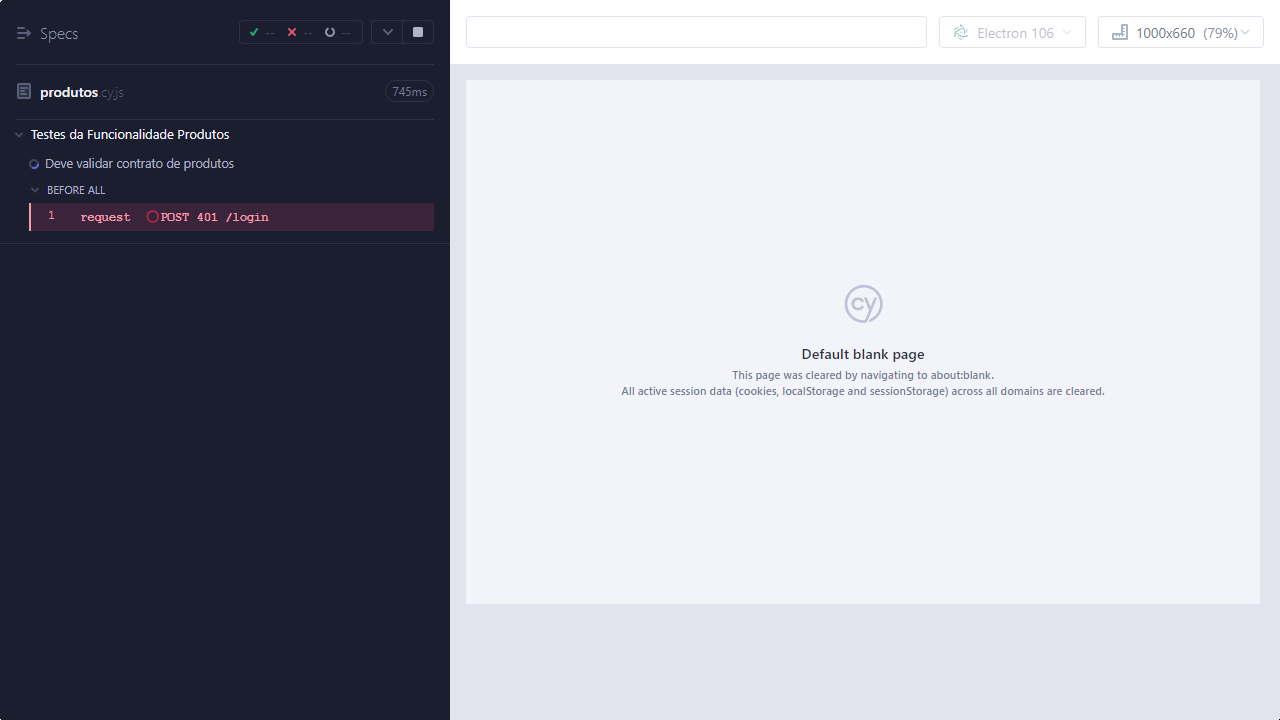 Specs
-- -- --
produtos.cy.js
745ms
Testes da Funcionalidade Produtos
Deve validar contrato de produtos
BEFORE ALL
1 request POST 401 /login
Electron 106
1000x660 (79%)
cy
Default blank page
This page was cleared by navigating to about:blank.
All active session data (cookies, localStorage and sessionStorage) across all domains are cleared.